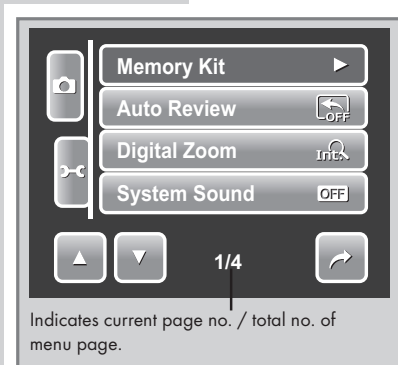 Memory Kit
Auto Review OFF
Digital Zoom Int.
System Sound OFF
1/4
Indicates current page no. / total no. of
menu page.